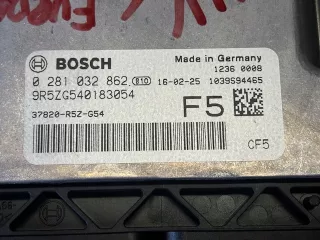 BOSCH
Made in Germany
1236 0008
0 281 032 862 B10 16-02-25 1039S94465
9R5ZG540183054
F5
37820-R5Z-G54
CF5